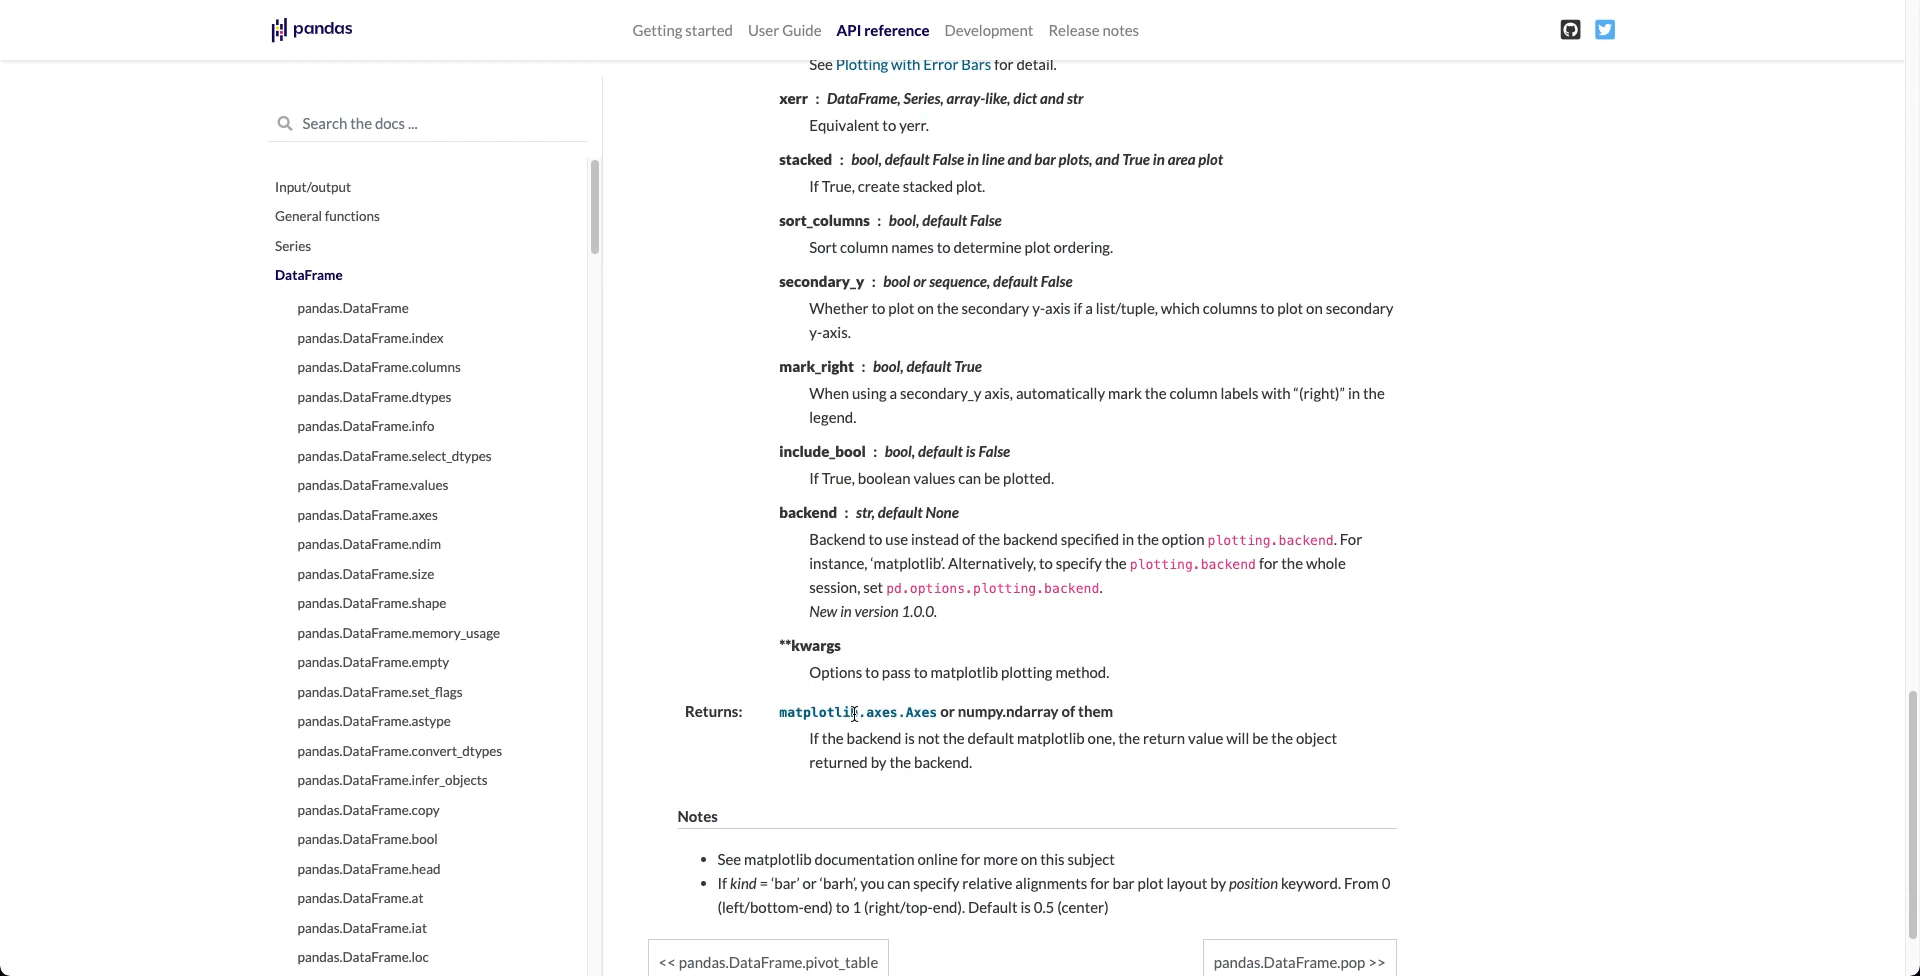 pandas
Getting started User Guide API reference Development Release notes
Search the docs ...
Input/output
General functions
Series
DataFrame
pandas.DataFrame
pandas.DataFrame.index
pandas.DataFrame.columns
pandas.DataFrame.dtypes
pandas.DataFrame.info
pandas.DataFrame.select_dtypes
pandas.DataFrame.values
pandas.DataFrame.axes
pandas.DataFrame.ndim
pandas.DataFrame.size
pandas.DataFrame.shape
pandas.DataFrame.memory_usage
pandas.DataFrame.empty
pandas.DataFrame.set_flags
pandas.DataFrame.astype
pandas.DataFrame.convert_dtypes
pandas.DataFrame.infer_objects
pandas.DataFrame.copy
pandas.DataFrame.bool
pandas.DataFrame.head
pandas.DataFrame.at
pandas.DataFrame.iat
pandas.DataFrame.loc
See Plotting with Error Bars for detail.
xerr : DataFrame, Series, array-like, dict and str
Equivalent to yerr.
stacked : bool, default False in line and bar plots, and True in area plot
If True, create stacked plot.
sort_columns : bool, default False
Sort column names to determine plot ordering.
secondary_y : bool or sequence, default False
Whether to plot on the secondary y-axis if a list/tuple, which columns to plot on secondary
y-axis.
mark_right : bool, default True
When using a secondary_y axis, automatically mark the column labels with “(right)” in the
legend.
include_bool : bool, default is False
If True, boolean values can be plotted.
backend : str, default None
Backend to use instead of the backend specified in the option plotting.backend. For
instance, ‘matplotlib’. Alternatively, to specify the plotting.backend for the whole
session, set pd.options.plotting.backend.
New in version 1.0.0.
**kwargs
Options to pass to matplotlib plotting method.
Returns: matplotlib.axes.Axes or numpy.ndarray of them
If the backend is not the default matplotlib one, the return value will be the object
returned by the backend.
Notes
• See matplotlib documentation online for more on this subject
• If kind = ‘bar’ or ‘barh’, you can specify relative alignments for bar plot layout by position keyword. From 0
(left/bottom-end) to 1 (right/top-end). Default is 0.5 (center)
<< pandas.DataFrame.pivot_table
pandas.DataFrame.pop >>